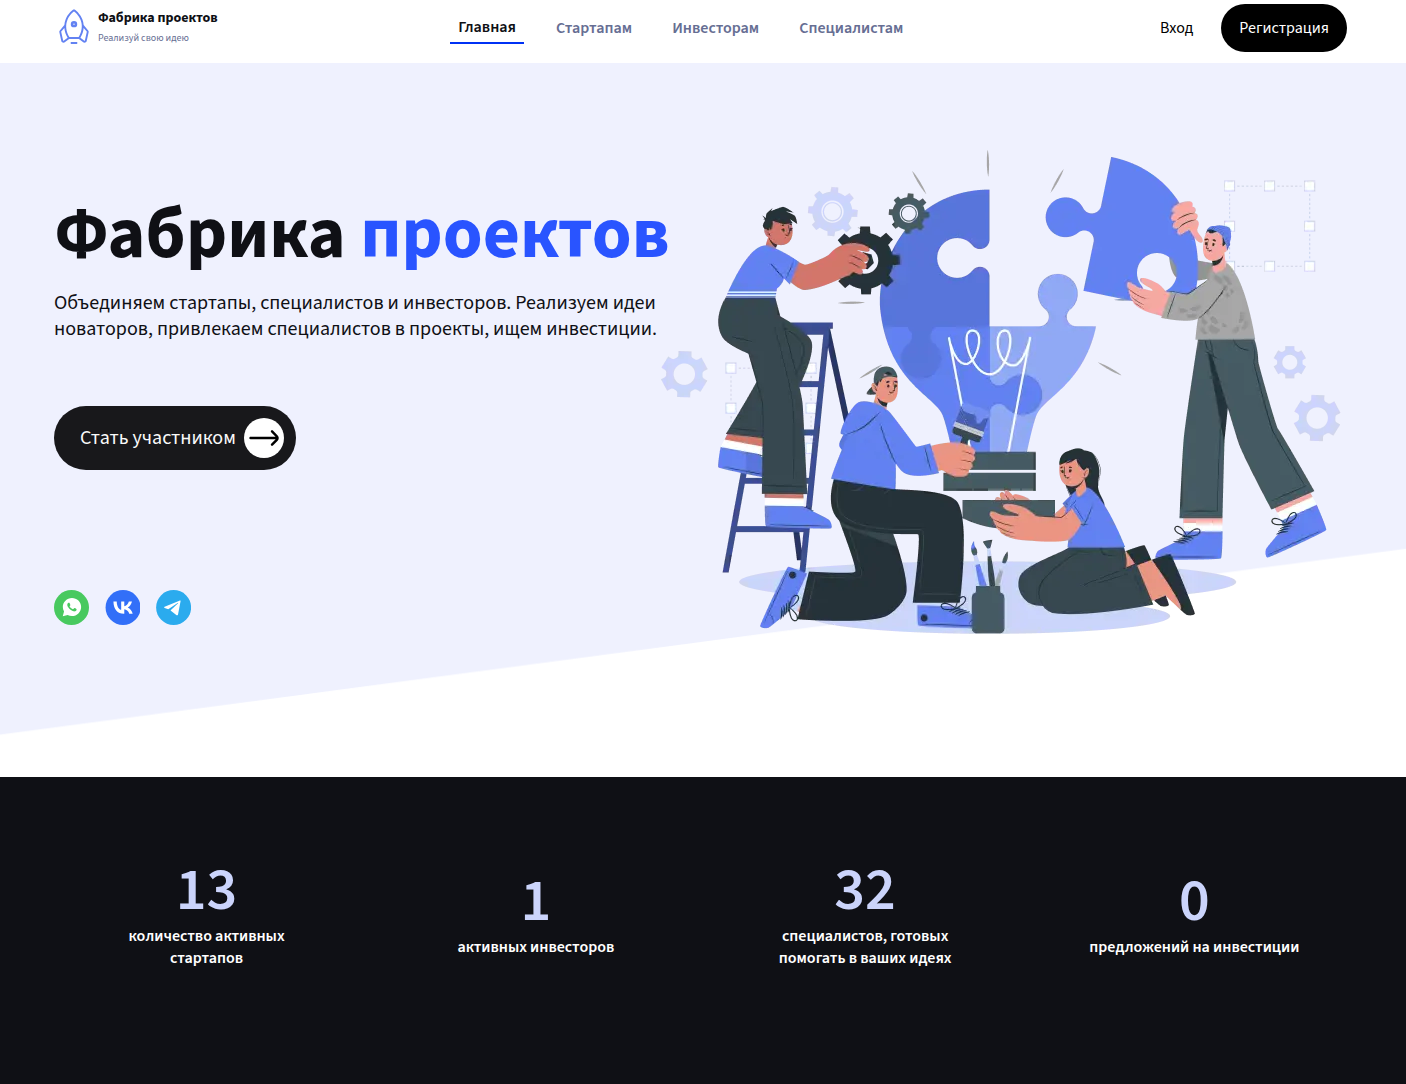 Фабрика проектов
Реализуй свою идею
Главная
Стартапам
Инвесторам
Специалистам
Вход
Регистрация
Фабрика проектов
Объединяем стартапы, специалистов и инвесторов. Реализуем идеи
новаторов, привлекаем специалистов в проекты, ищем инвестиции.
Стать участником
13
количество активных
стартапов
1
активных инвесторов
32
специалистов, готовых
помогать в ваших идеях
0
предложений на инвестиции